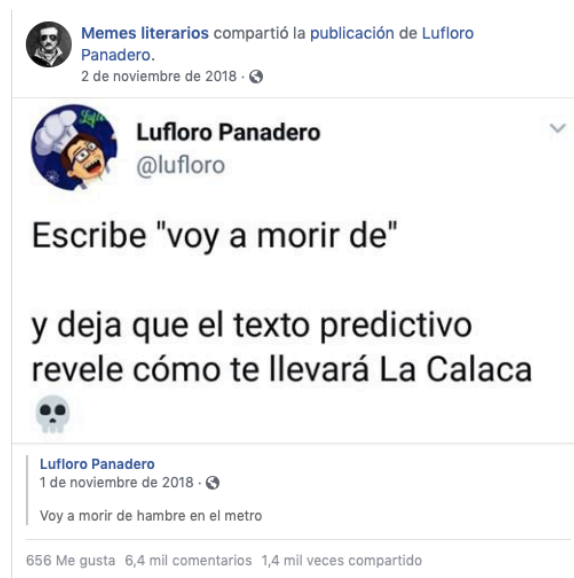 Memes literarios compartió la publicación de Lufloro
Panadero.
2 de noviembre de 2018 ·
Lufloro Panadero
@lufloro
Escribe "voy a morir de"
y deja que el texto predictivo
revele cómo te llevará La Calaca
Lufloro Panadero
1 de noviembre de 2018 ·
Voy a morir de hambre en el metro
656 Me gusta 6,4 mil comentarios 1,4 mil veces compartido